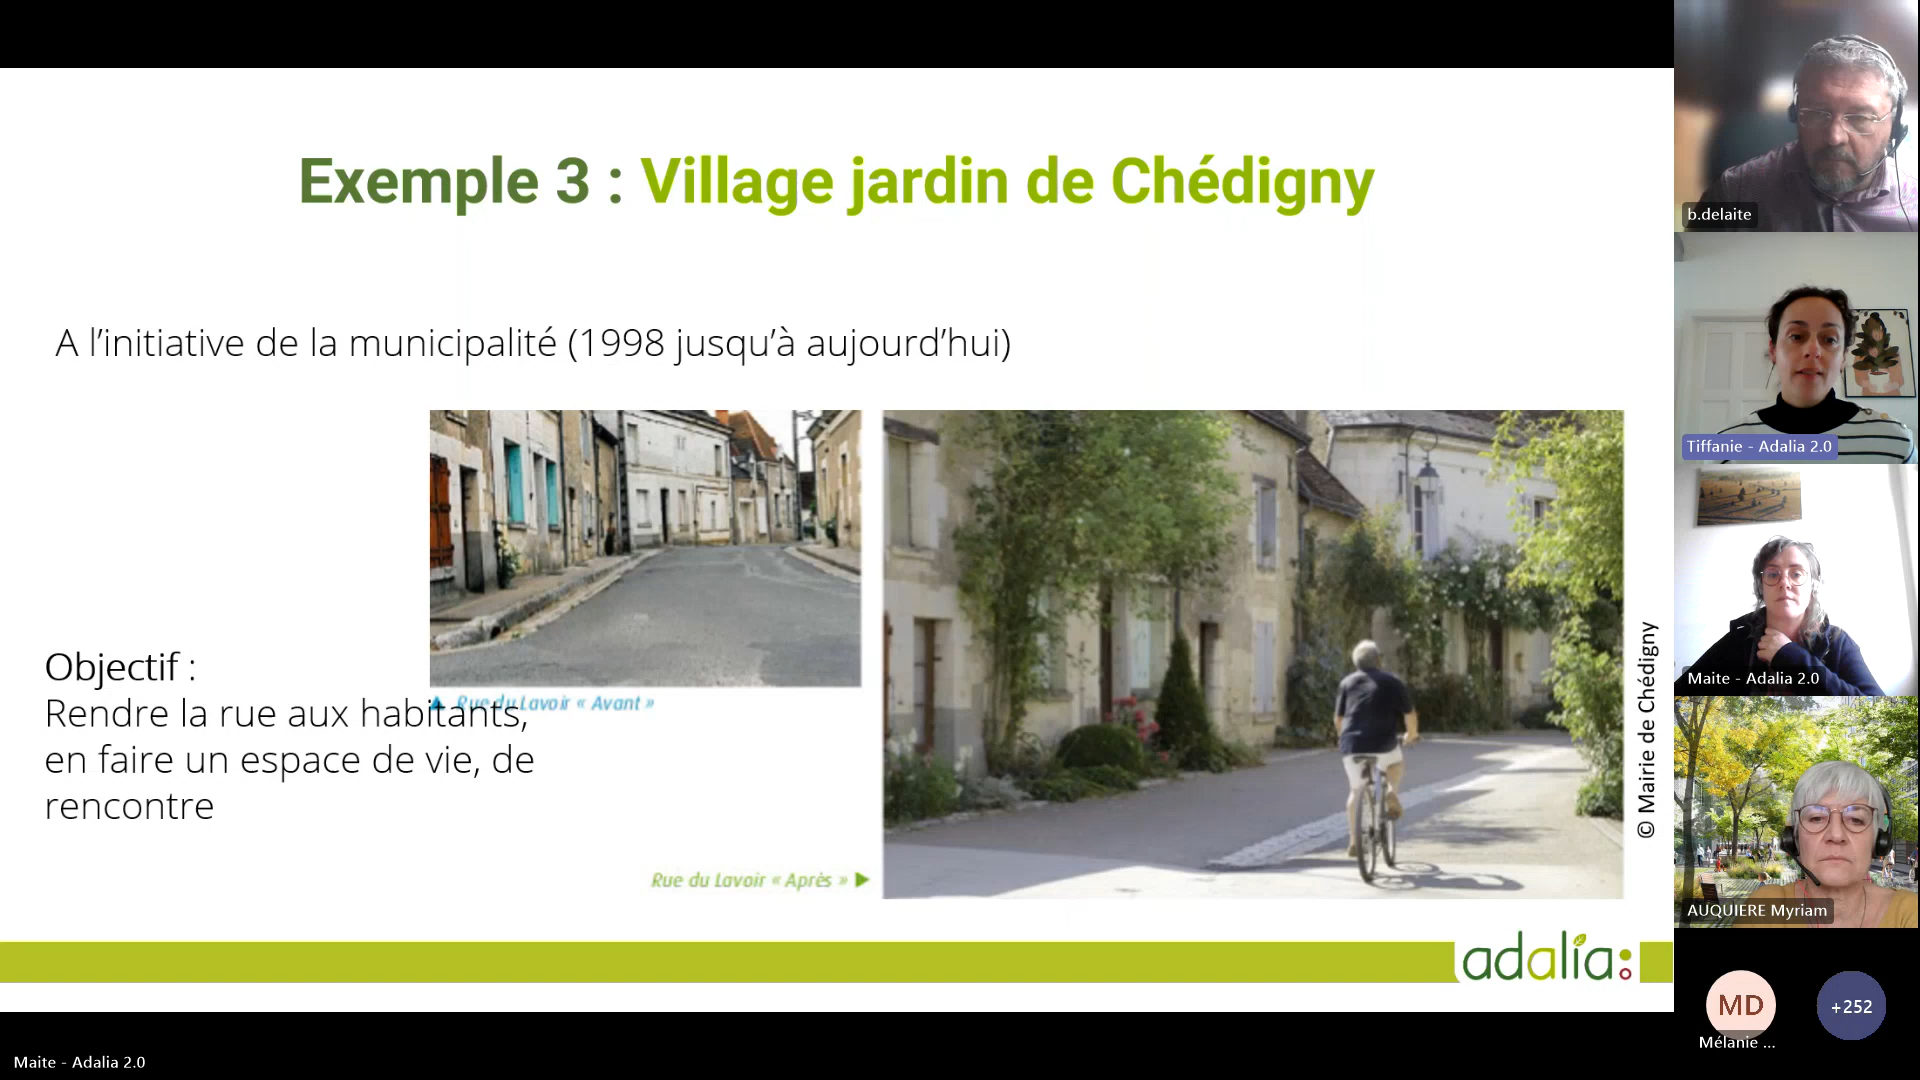 Exemple 3 : Village jardin de Chédigny
A l’initiative de la municipalité (1998 jusqu’à aujourd’hui)
Rue du Lavoir « Avant »
Objectif :
Rendre la rue aux habitants,
en faire un espace de vie, de
rencontre
Rue du Lavoir « Après »
© Mairie de Chédigny
adalia
Maite - Adalia 2.0
b.delaite
Tiffanie - Adalia 2.0
Maite - Adalia 2.0
AUQUIERE Myriam
MD
+252
Mélanie ...